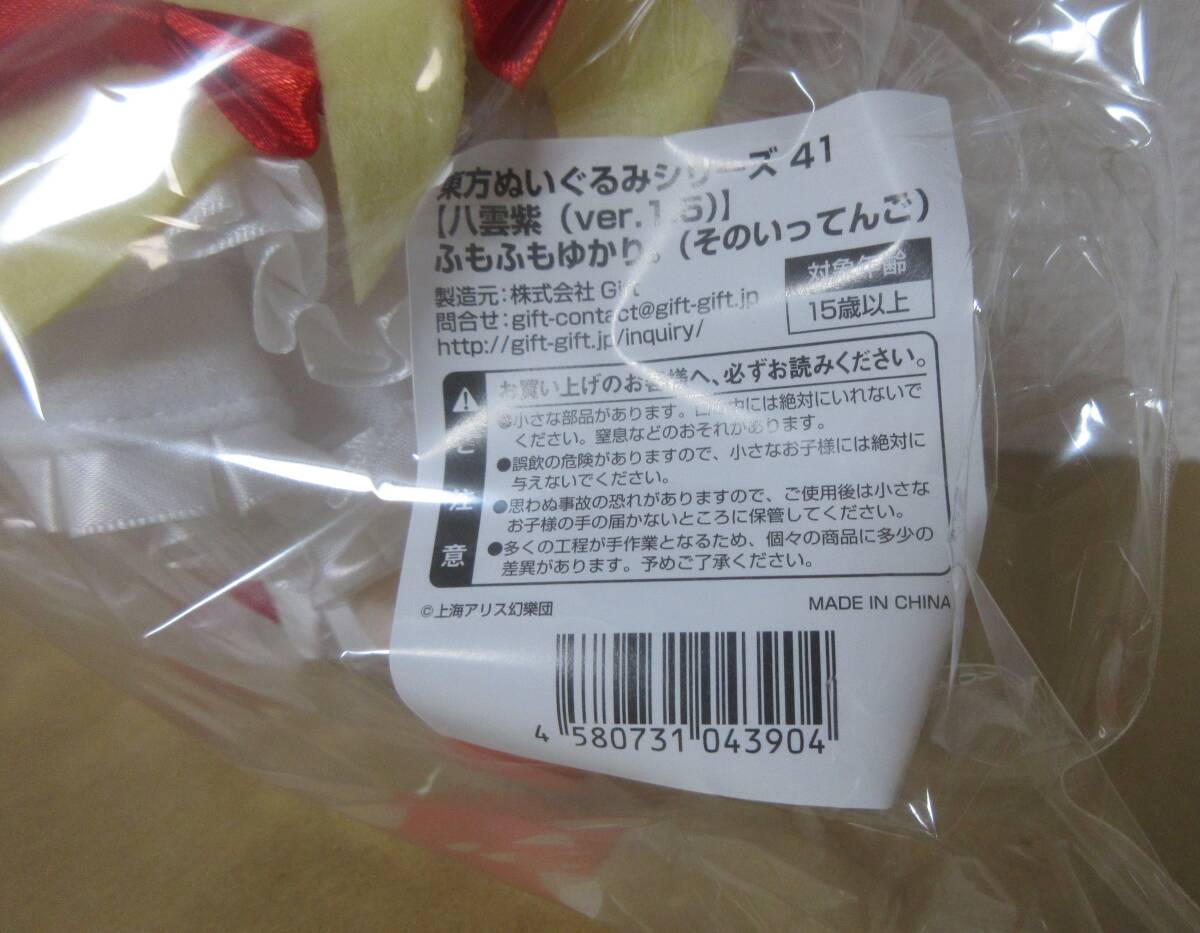 東方ぬいぐるみシリーズ 41
【八雲紫 (ver.1.5)】
ふもふもゆかり。(そのいってんご)
製造元:株式会社 Gift
問合せ:gift-contact@gift-gift.jp
http://gift-gift.jp/inquiry/
対象年齢
15歳以上
ご注意
お買い上げのお客様へ、必ずお読みください。
●小さな部品があります。口の中には絶対にいれないで
ください。窒息などのおそれがあります。
●誤飲の危険がありますので、小さなお子様には絶対に
与えないでください。
●思わぬ事故の恐れがありますので、ご使用後は小さな
お子様の手の届かないところに保管してください。
●多くの工程が手作業となるため、個々の商品に多少の
差異があります。予めご了承ください。
©上海アリス幻樂団
MADE IN CHINA
4 580731 043904